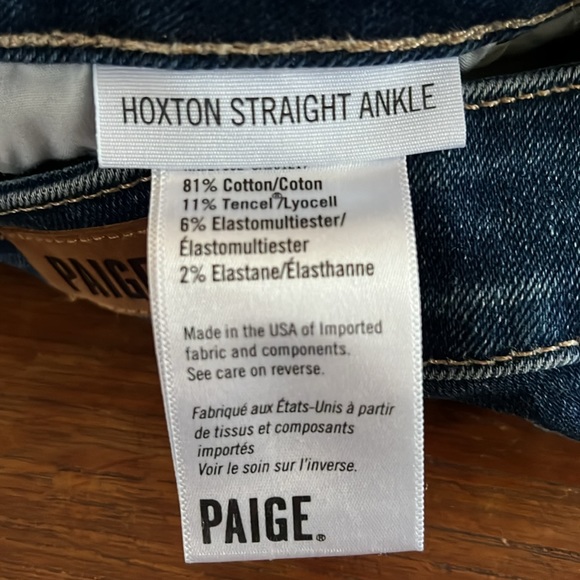 HOXTON STRAIGHT ANKLE
81% Cotton/Coton
11% Tencel®/Lyocell
6% Elastomultiester/
Élastomultiester
2% Elastane/Élasthanne
PAIGE
Made in the USA of Imported
fabric and components.
See care on reverse.
Fabriqué aux États-Unis à partir
de tissus et composants
importés
Voir le soin sur l'inverse.
PAIGE®